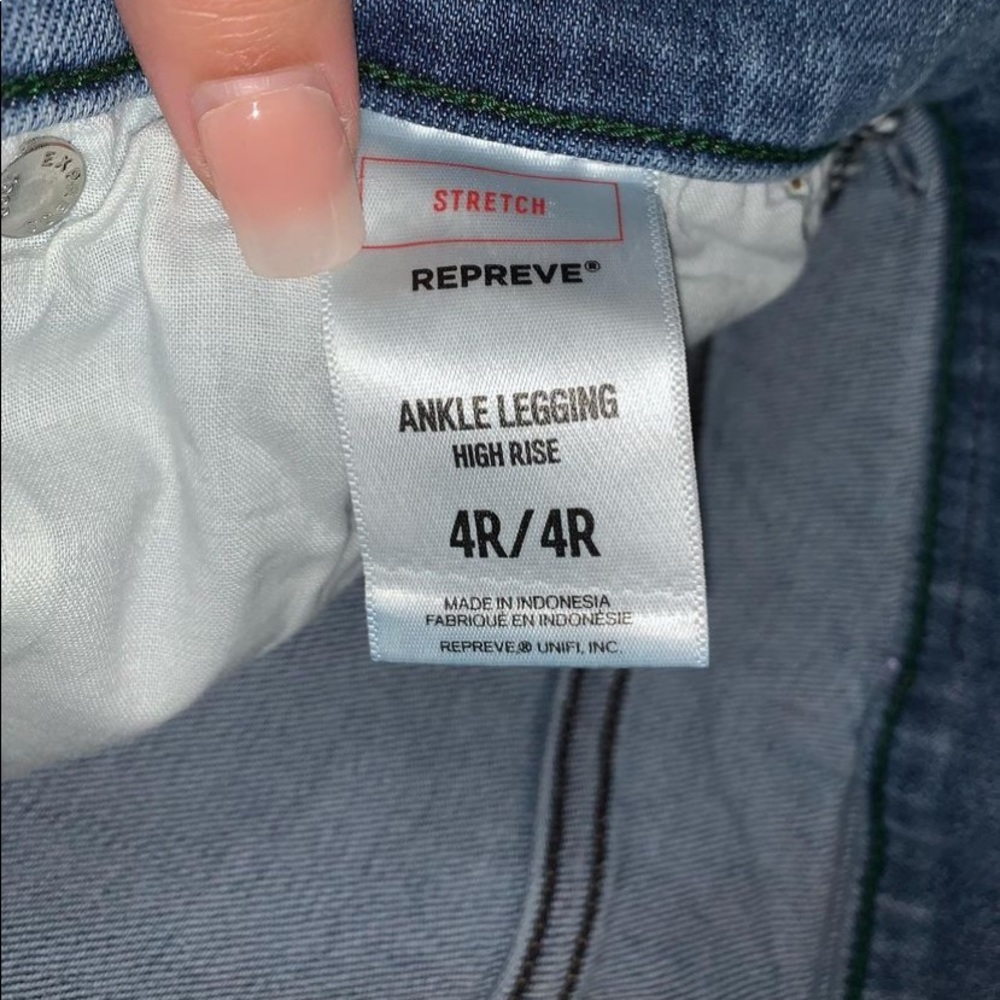 STRETCH
REPREVE®
ANKLE LEGGING
HIGH RISE
4R/4R
MADE IN INDONESIA
FABRIQUÉ EN INDONÉSIE
REPREVE® UNIFI, INC.